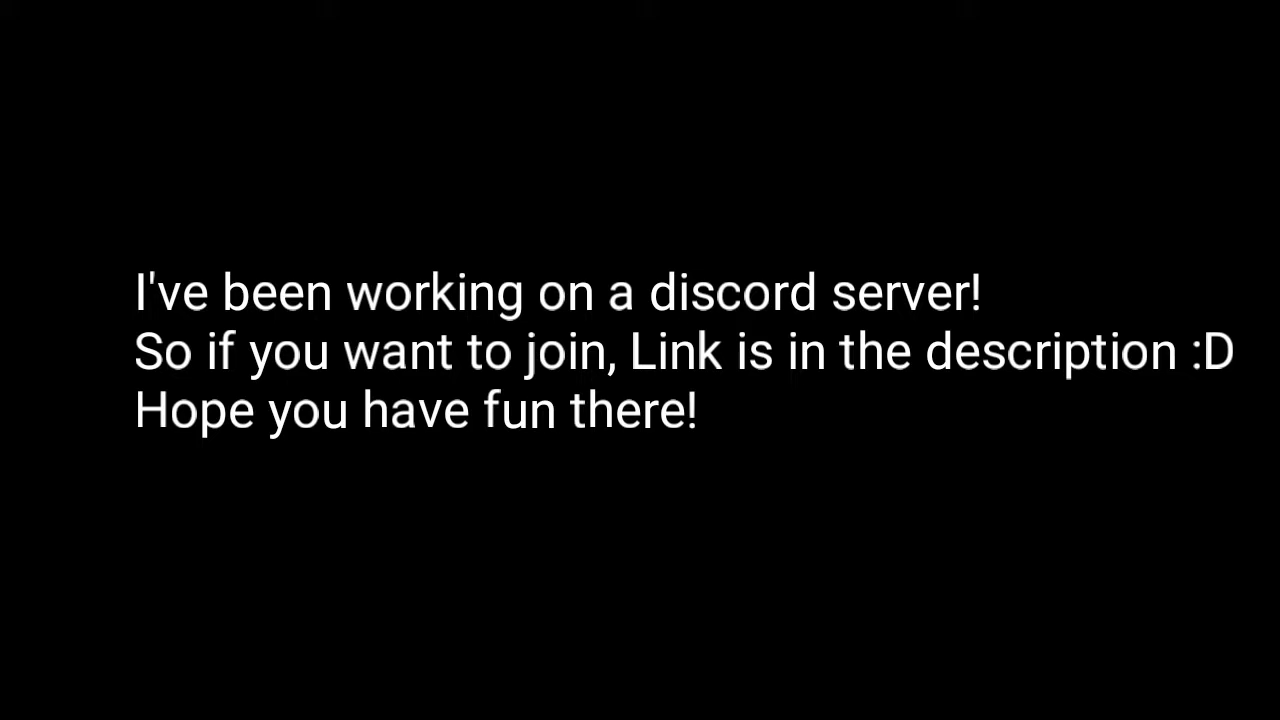 I've been working on a discord server!
So if you want to join, Link is in the description :D
Hope you have fun there!